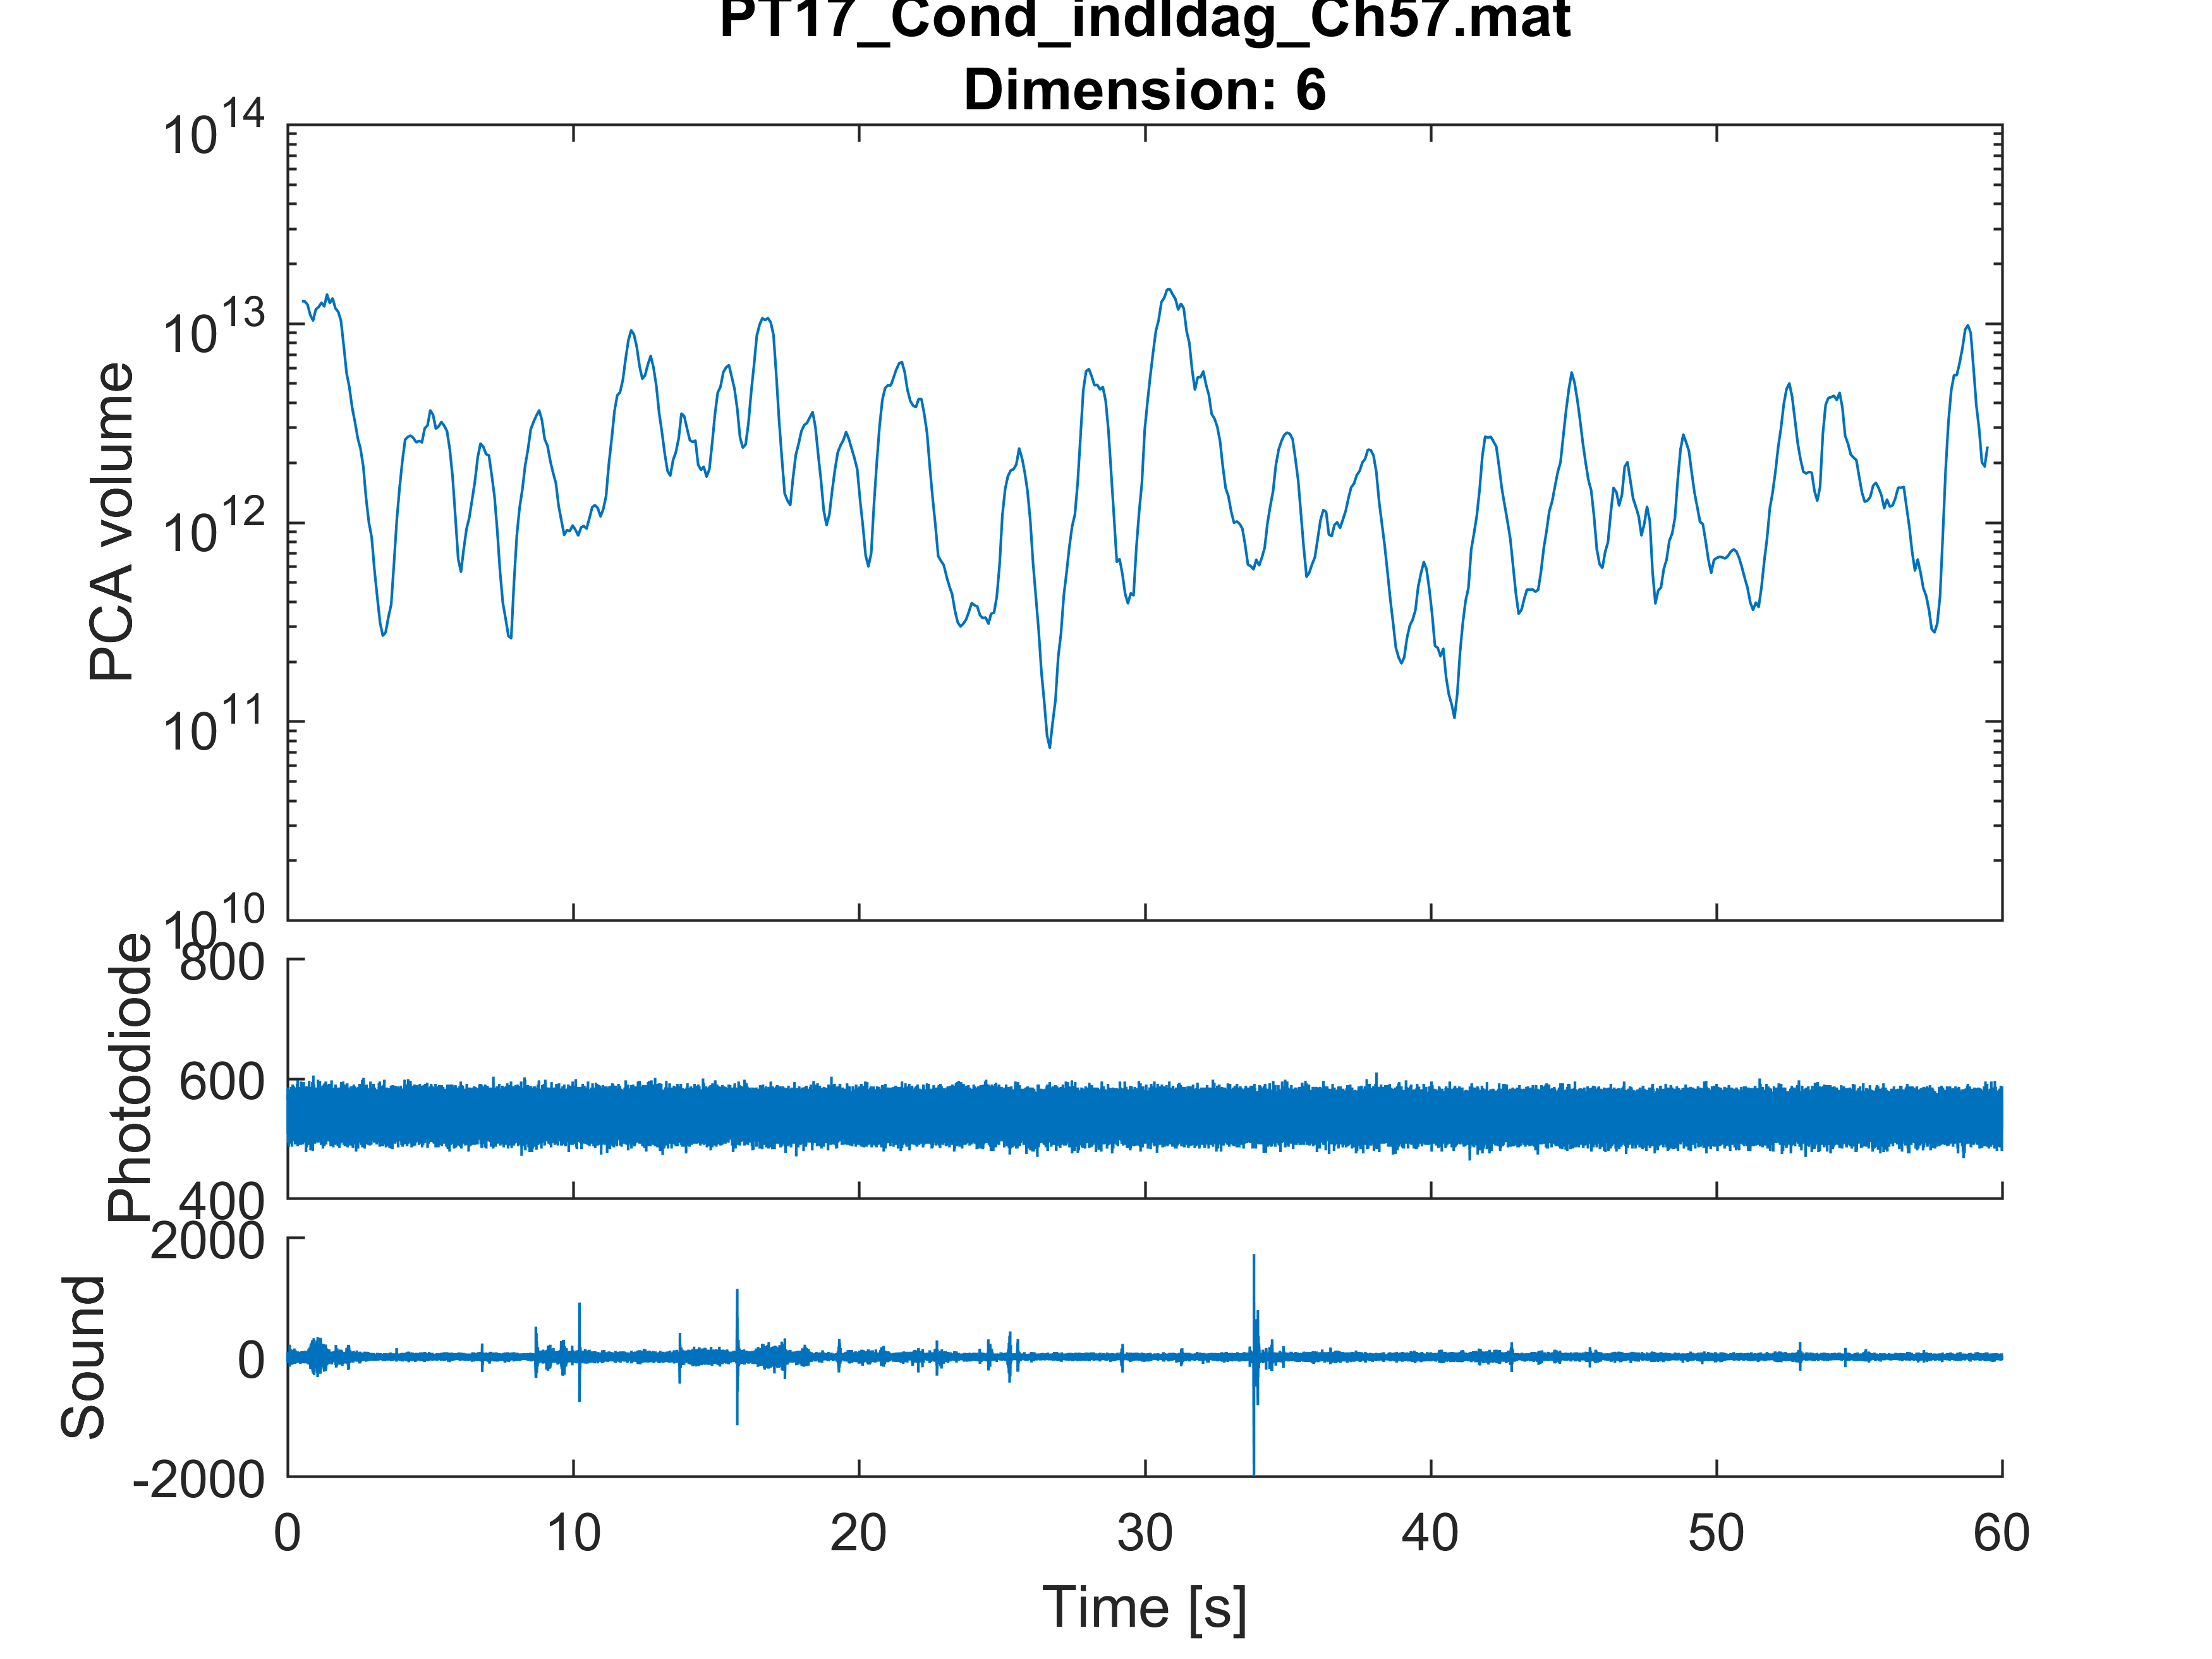 PT17_Cond_indIdag_Ch57.mat
Dimension: 6
10^14
10^13
10^12
10^11
10^10
PCA volume
800
600
400
Photodiode
2000
0
-2000
Sound
0 10 20 30 40 50 60
Time [s]